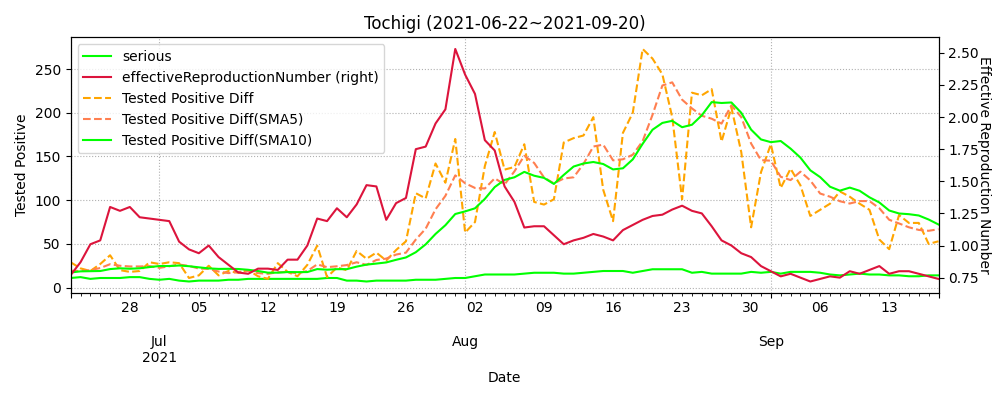 Tochigi (2021-06-22~2021-09-20)
serious
effectiveReproductionNumber (right)
Tested Positive Diff
Tested Positive Diff(SMA5)
Tested Positive Diff(SMA10)
Tested Positive
250
200
150
100
50
0
2.50
2.25
2.00
1.75
1.50
1.25
1.00
0.75
Effective Reproduction Number
28 05 12 19 26 02 09 16 23 30 06 13
Jul Aug Sep
2021
Date